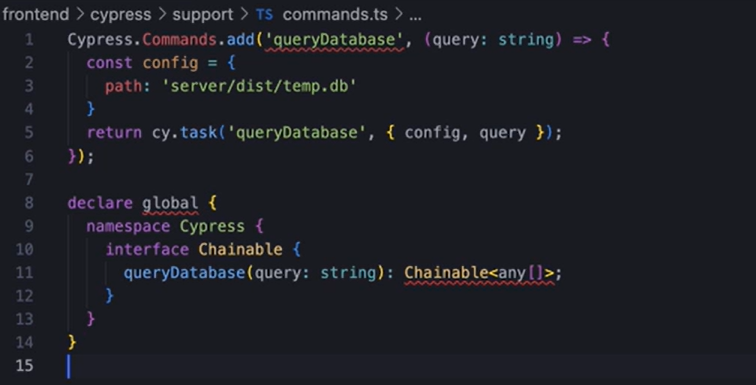 frontend > cypress > support > TS commands.ts > ...
1 Cypress.Commands.add('queryDatabase', (query: string) => {
2   const config = {
3     path: 'server/dist/temp.db'
4   }
5   return cy.task('queryDatabase', { config, query });
6 });
7
8 declare global {
9   namespace Cypress {
10     interface Chainable {
11       queryDatabase(query: string): Chainable<any[]>;
12     }
13   }
14 }
15